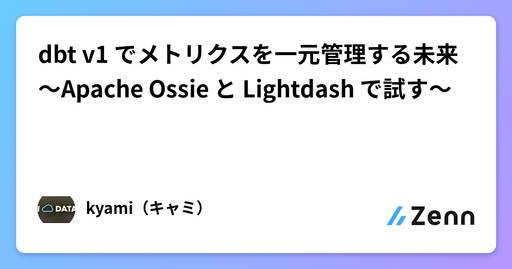 dbt v1 でメトリクスを一元管理する未来
〜Apache Ossie と Lightdash で試す〜
DATA
kyami（キャミ）
Zenn